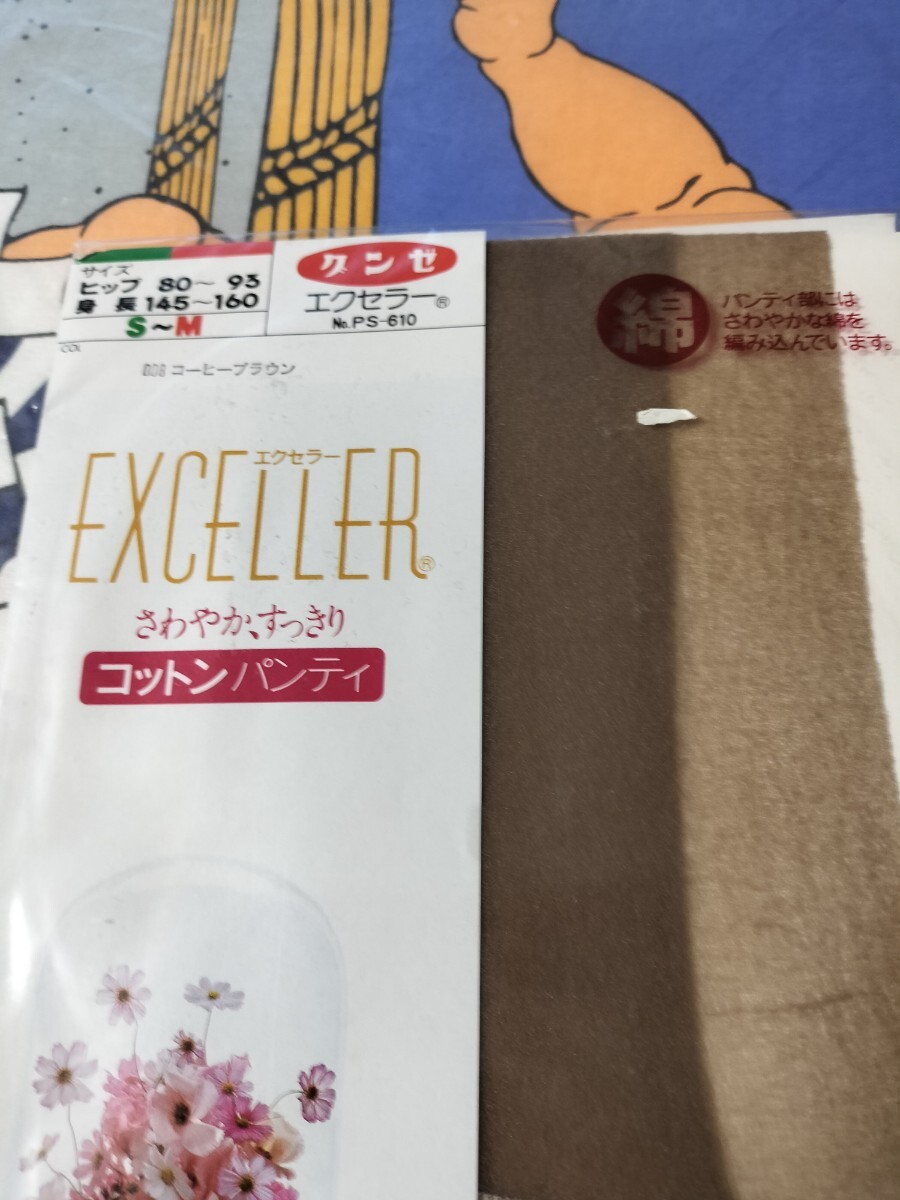 サイズ
ヒップ 80～93
身長145～160
S～M
グンゼ
エクセラー®
No.PS-610
COL
008 コーヒーブラウン
エクセラー
EXCELLER®
さわやか、すっきり
コットンパンティ
綿
パンティ部には
さわやかな綿を
編み込んでいます。